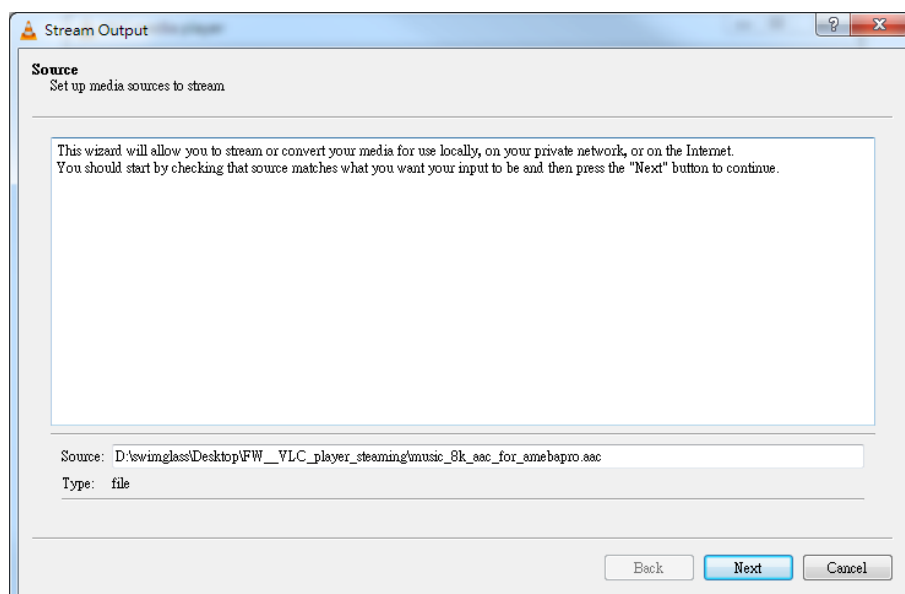 Stream Output
Source
Set up media sources to stream
This wizard will allow you to stream or convert your media for use locally, on your private network, or on the Internet.
You should start by checking that source matches what you want your input to be and then press the "Next" button to continue.
Source: D:\swimglass\Desktop\FW__VLC_player_steaming\music_8k_aac_for_amebapro.aac
Type: file
Back Next Cancel